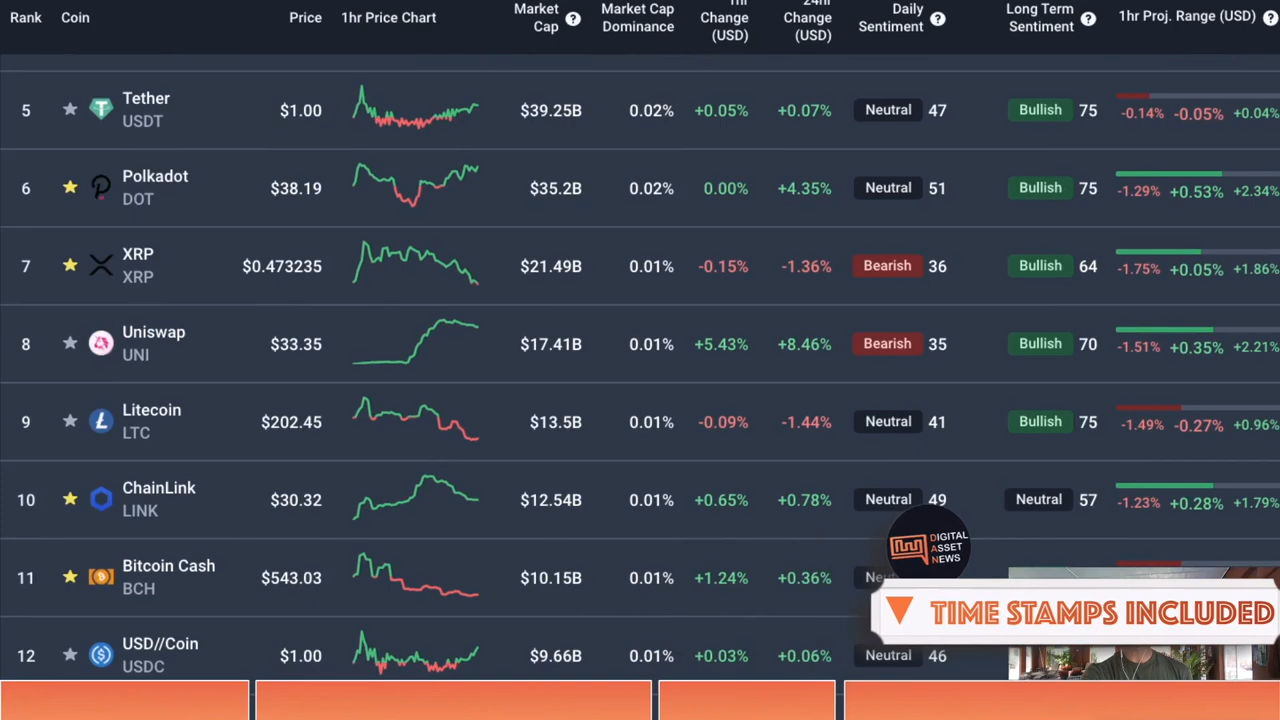 Rank Coin Price 1hr Price Chart Market Cap ? Market Cap Dominance 1hr Change (USD) 24hr Change (USD) Daily Sentiment ? Long Term Sentiment ? 1hr Proj. Range (USD) ?
5 Tether USDT $1.00 $39.25B 0.02% +0.05% +0.07% Neutral 47 Bullish 75 -0.14% -0.05% +0.04%
6 Polkadot DOT $38.19 $35.2B 0.02% 0.00% +4.35% Neutral 51 Bullish 75 -1.29% +0.53% +2.34%
7 XRP XRP $0.473235 $21.49B 0.01% -0.15% -1.36% Bearish 36 Bullish 64 -1.75% +0.05% +1.86%
8 Uniswap UNI $33.35 $17.41B 0.01% +5.43% +8.46% Bearish 35 Bullish 70 -1.51% +0.35% +2.21%
9 Litecoin LTC $202.45 $13.5B 0.01% -0.09% -1.44% Neutral 41 Bullish 75 -1.49% -0.27% +0.96%
10 ChainLink LINK $30.32 $12.54B 0.01% +0.65% +0.78% Neutral 49 Neutral 57 -1.23% +0.28% +1.79%
11 Bitcoin Cash BCH $543.03 $10.15B 0.01% +1.24% +0.36%
12 USD//Coin USDC $1.00 $9.66B 0.01% +0.03% +0.06% Neutral 46
DIGITAL
ASSET
NEWS
TIME STAMPS INCLUDED